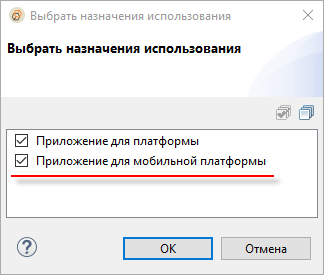 Выбрать назначения использования
Выбрать назначения использования
Приложение для платформы
Приложение для мобильной платформы
?
OK
Отмена